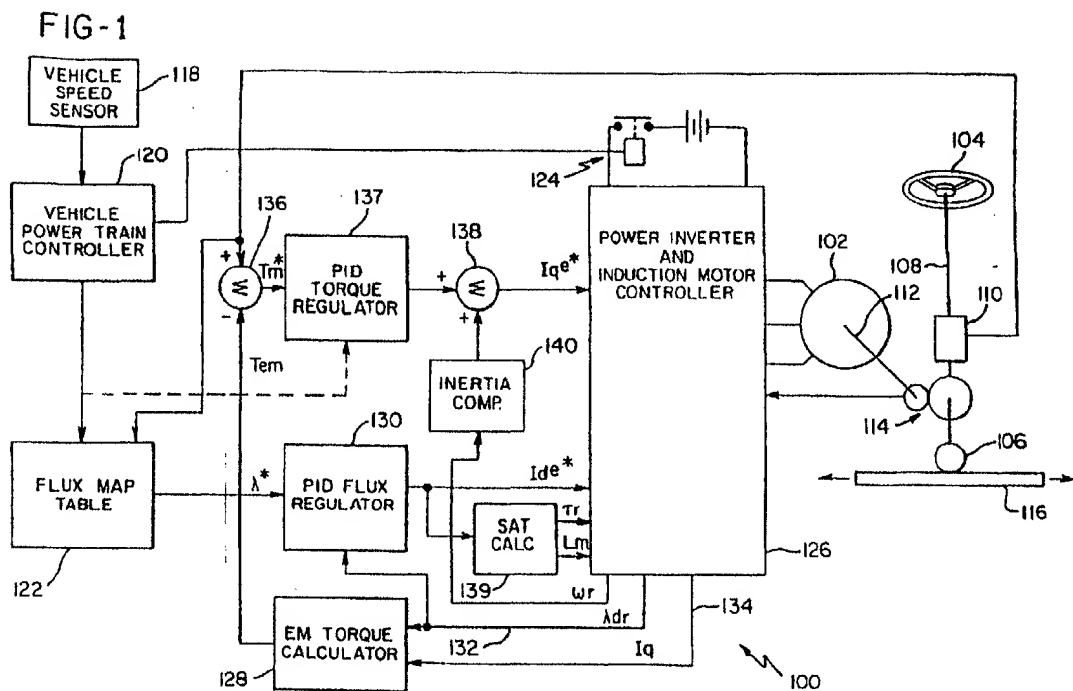 FIG-1
VEHICLE
SPEED
SENSOR
118
120
VEHICLE
POWER TRAIN
CONTROLLER
124
104
136
137
138
+
Tm*
-
PID
TORQUE
REGULATOR
+
W
W
+
Iqe*
POWER INVERTER
AND
INDUCTION MOTOR
CONTROLLER
102
108
112
110
Tem
140
INERTIA
COMP.
114
106
130
FLUX MAP
TABLE
λ*
PID FLUX
REGULATOR
Ide*
SAT
CALC
τr
Lm
116
122
139
126
ωr
134
EM TORQUE
CALCULATOR
λdr
132
Iq
128
100